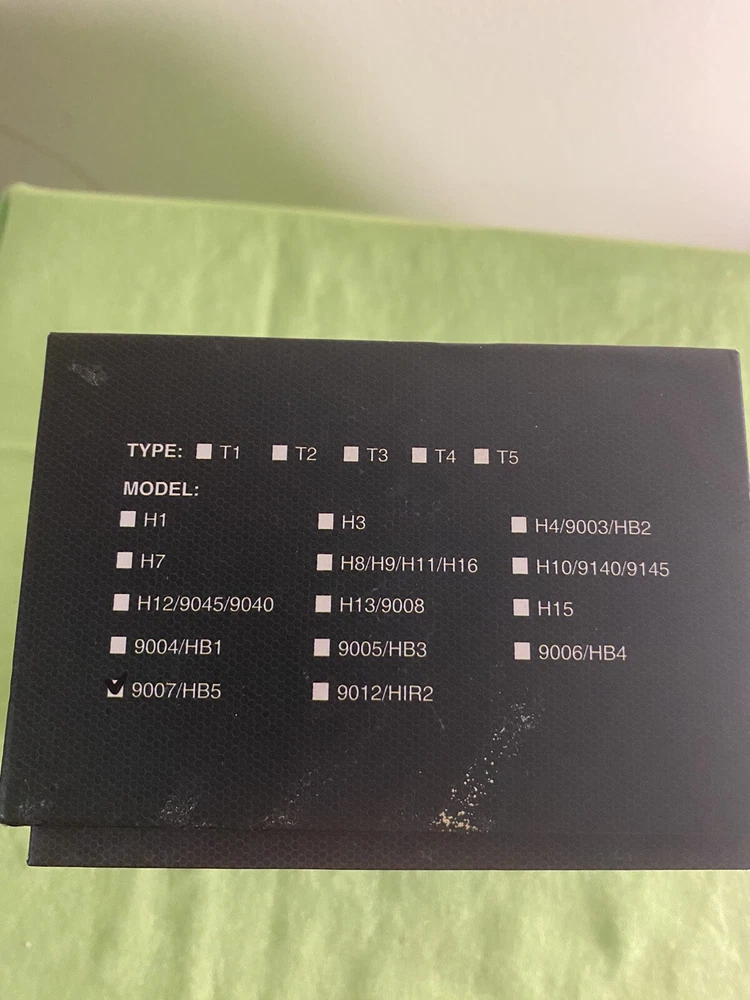 TYPE: T1 T2 T3 T4 T5
MODEL:
H1 H3 H4/9003/HB2
H7 H8/H9/H11/H16 H10/9140/9145
H12/9045/9040 H13/9008 H15
9004/HB1 9005/HB3 9006/HB4
9007/HB5 9012/HIR2